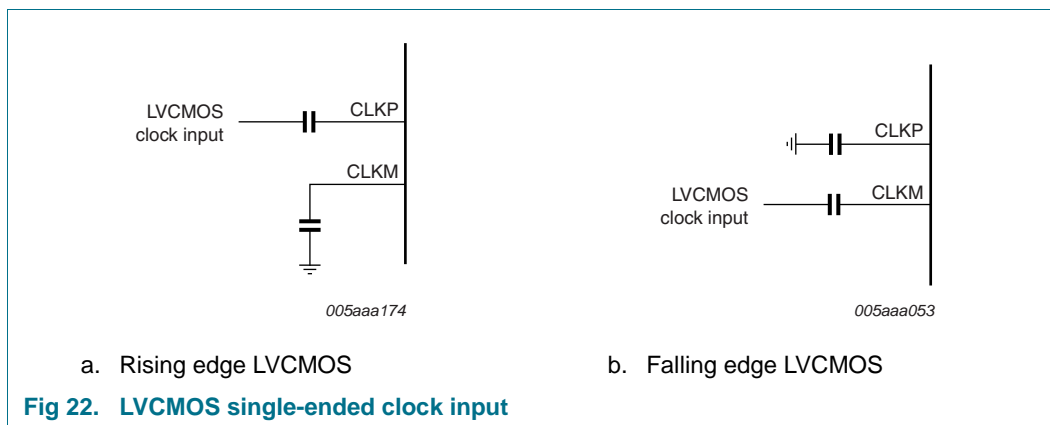 LVCMOS
clock input
CLKP
CLKM
005aaa174
CLKP
LVCMOS
clock input
CLKM
005aaa053
a. Rising edge LVCMOS
b. Falling edge LVCMOS
Fig 22. LVCMOS single-ended clock input